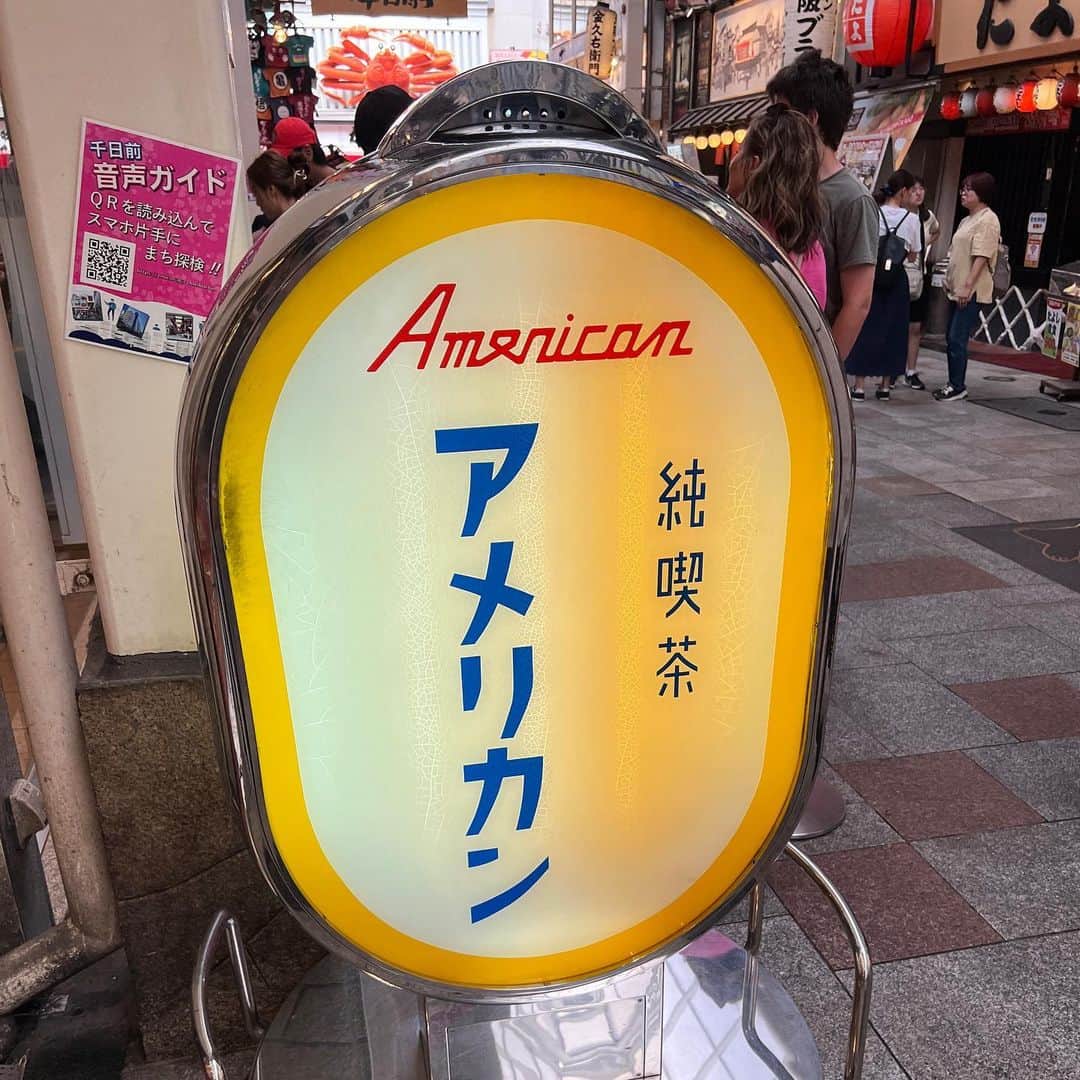 American
アメリカン
純喫茶
千日前
音声ガイド
QRを読み込んで
スマホ片手に
まち探検!!
金久右衛門